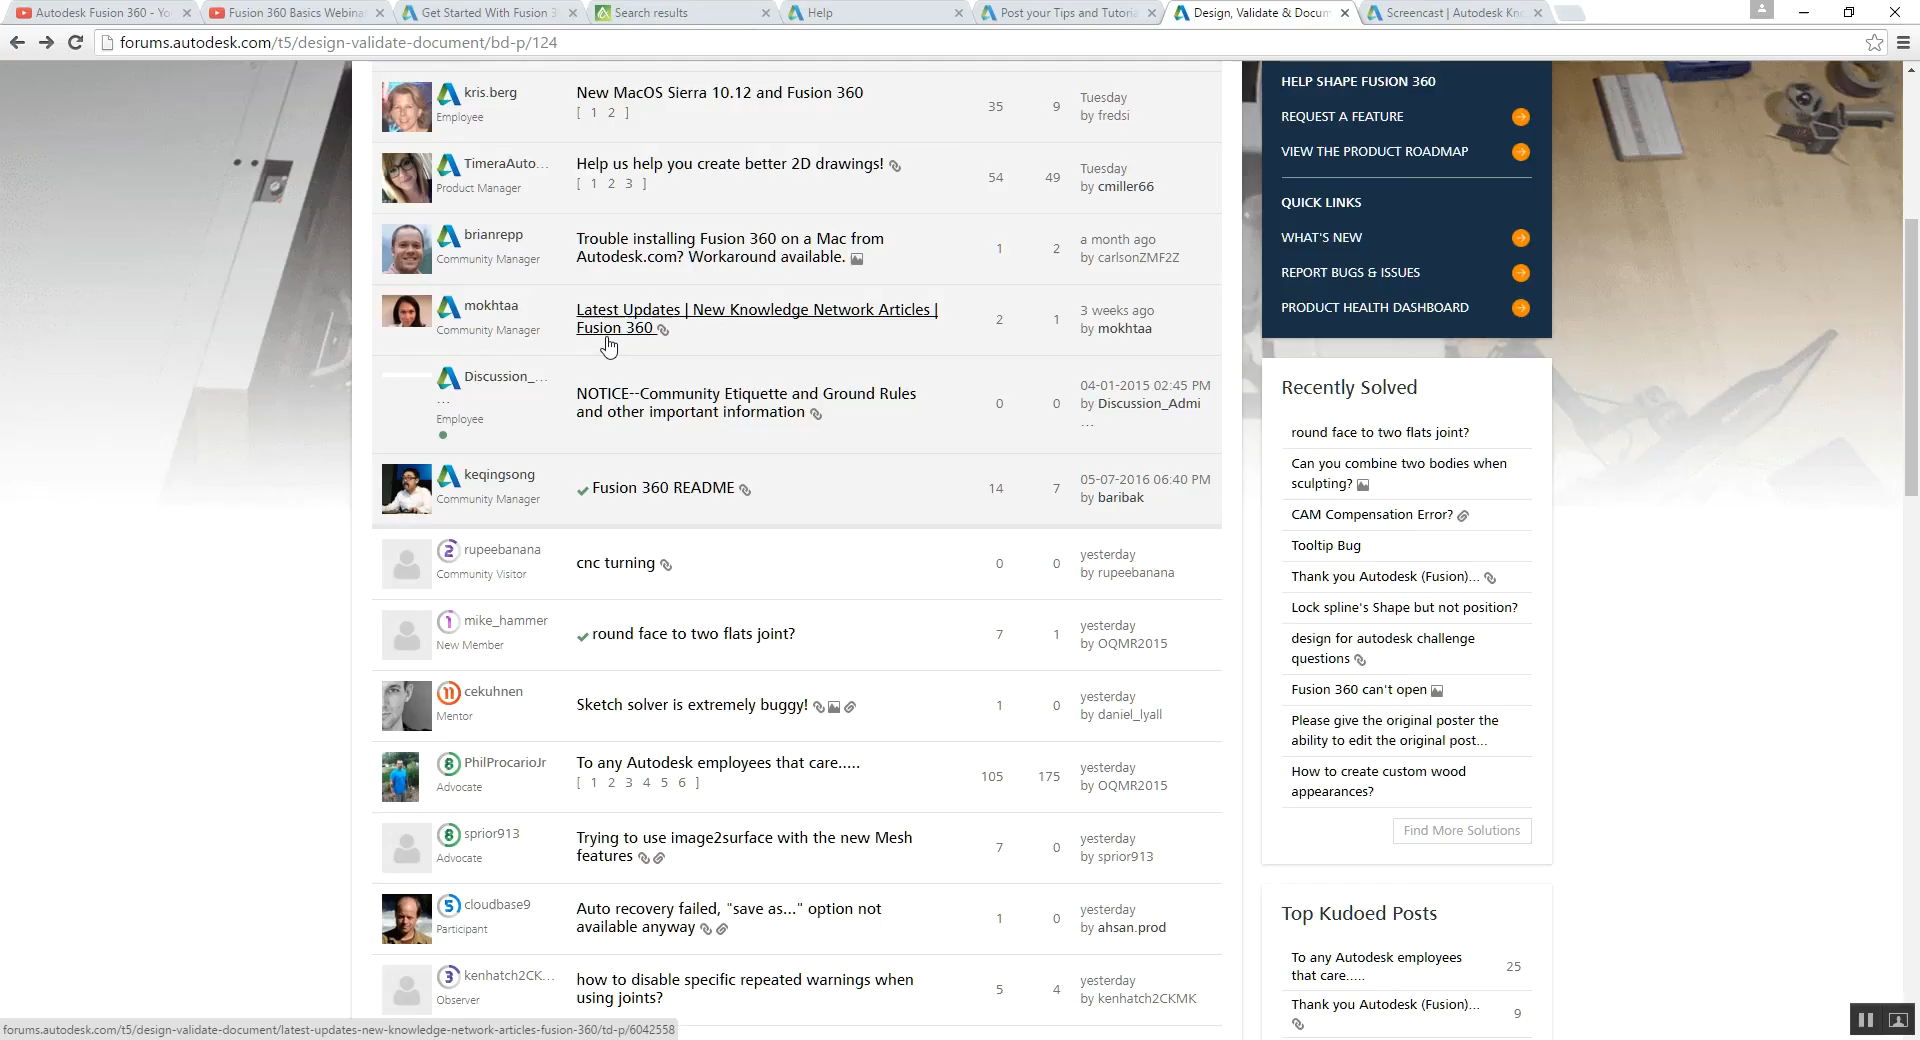 Autodesk Fusion 360 - Yo
Fusion 360 Basics Webina
Get Started With Fusion 3
Search results
Help
Post your Tips and Tutoria
Design, Validate & Docum
Screencast | Autodesk Kno
forums.autodesk.com/t5/design-validate-document/bd-p/124
kris.berg
Employee
New MacOS Sierra 10.12 and Fusion 360
[ 1 2 ]
35
9
Tuesday
by fredsi
TimeraAuto...
Product Manager
Help us help you create better 2D drawings!
[ 1 2 3 ]
54
49
Tuesday
by cmiller66
brianrepp
Community Manager
Trouble installing Fusion 360 on a Mac from
Autodesk.com? Workaround available.
1
2
a month ago
by carlsonZMF2Z
mokhtaa
Community Manager
Latest Updates | New Knowledge Network Articles |
Fusion 360
2
1
3 weeks ago
by mokhtaa
Discussion_...
...
Employee
NOTICE--Community Etiquette and Ground Rules
and other important information
0
0
04-01-2015 02:45 PM
by Discussion_Admi
...
keqingsong
Community Manager
Fusion 360 README
14
7
05-07-2016 06:40 PM
by baribak
2
rupeebanana
Community Visitor
cnc turning
0
0
yesterday
by rupeebanana
1
mike_hammer
New Member
round face to two flats joint?
7
1
yesterday
by OQMR2015
11
cekuhnen
Mentor
Sketch solver is extremely buggy!
1
0
yesterday
by daniel_lyall
8
PhilProcarioJr
Advocate
To any Autodesk employees that care.....
[ 1 2 3 4 5 6 ]
105
175
yesterday
by OQMR2015
8
sprior913
Advocate
Trying to use image2surface with the new Mesh
features
7
0
yesterday
by sprior913
5
cloudbase9
Participant
Auto recovery failed, "save as..." option not
available anyway
1
0
yesterday
by ahsan.prod
3
kenhatch2CK...
Observer
how to disable specific repeated warnings when
using joints?
5
4
yesterday
by kenhatch2CKMK
HELP SHAPE FUSION 360
REQUEST A FEATURE
VIEW THE PRODUCT ROADMAP
QUICK LINKS
WHAT'S NEW
REPORT BUGS & ISSUES
PRODUCT HEALTH DASHBOARD
Recently Solved
round face to two flats joint?
Can you combine two bodies when
sculpting?
CAM Compensation Error?
Tooltip Bug
Thank you Autodesk (Fusion)...
Lock spline's Shape but not position?
design for autodesk challenge
questions
Fusion 360 can't open
Please give the original poster the
ability to edit the original post...
How to create custom wood
appearances?
Find More Solutions
Top Kudoed Posts
To any Autodesk employees
that care.....
25
Thank you Autodesk (Fusion)...
9
forums.autodesk.com/t5/design-validate-document/latest-updates-new-knowledge-network-articles-fusion-360/td-p/6042558